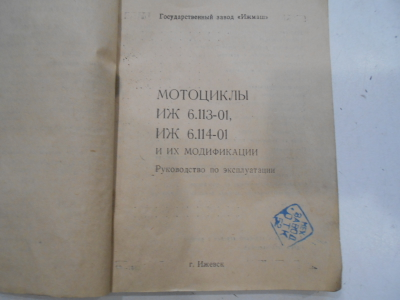 Государственный завод «Ижмаш»
МОТОЦИКЛЫ
ИЖ 6.113-01,
ИЖ 6.114-01
И ИХ МОДИФИКАЦИИ
Руководство по эксплуатации
г. Ижевск